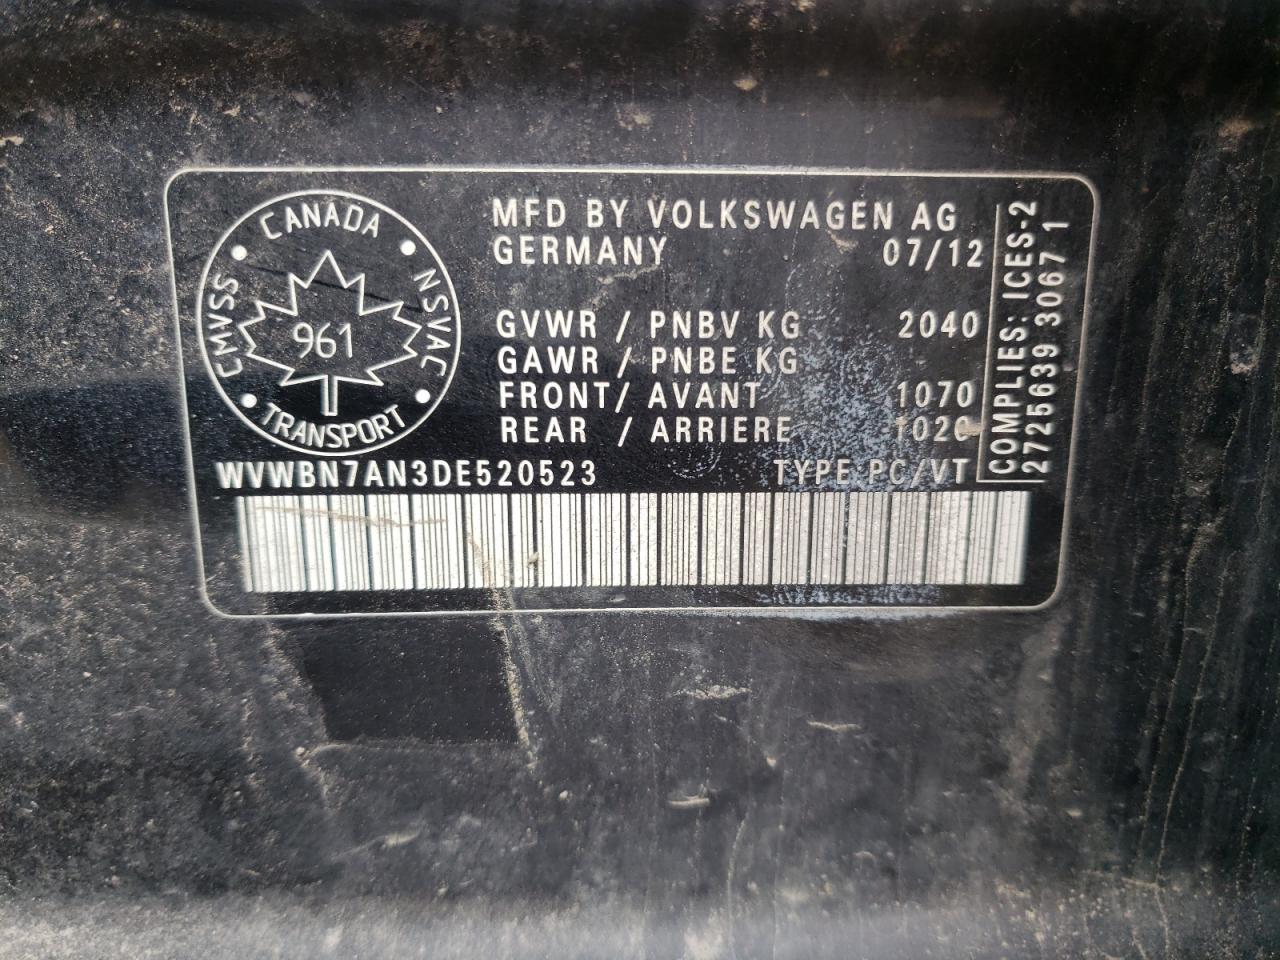 CANADA
CMVSS
NSVAC
961
TRANSPORT
MFD BY VOLKSWAGEN AG
GERMANY 07/12
GVWR / PNBV KG 2040
GAWR / PNBE KG
FRONT/ AVANT 1070
REAR / ARRIERE 1020
WVWBN7AN3DE520523 TYPE PC/VT
COMPLIES: ICES-2
2725639 3067 1